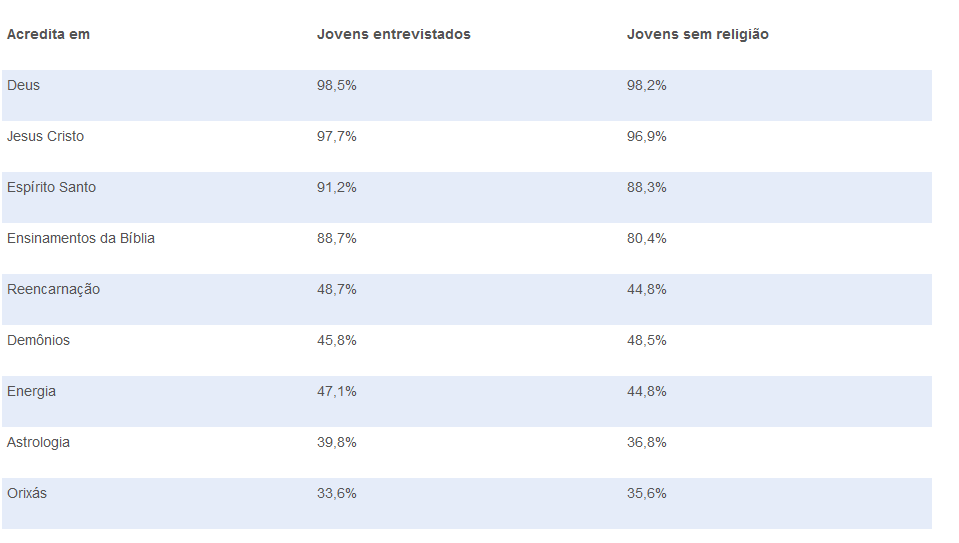 Acredita em Jovens entrevistados Jovens sem religião
Deus 98,5% 98,2%
Jesus Cristo 97,7% 96,9%
Espírito Santo 91,2% 88,3%
Ensinamentos da Bíblia 88,7% 80,4%
Reencarnação 48,7% 44,8%
Demônios 45,8% 48,5%
Energia 47,1% 44,8%
Astrologia 39,8% 36,8%
Orixás 33,6% 35,6%